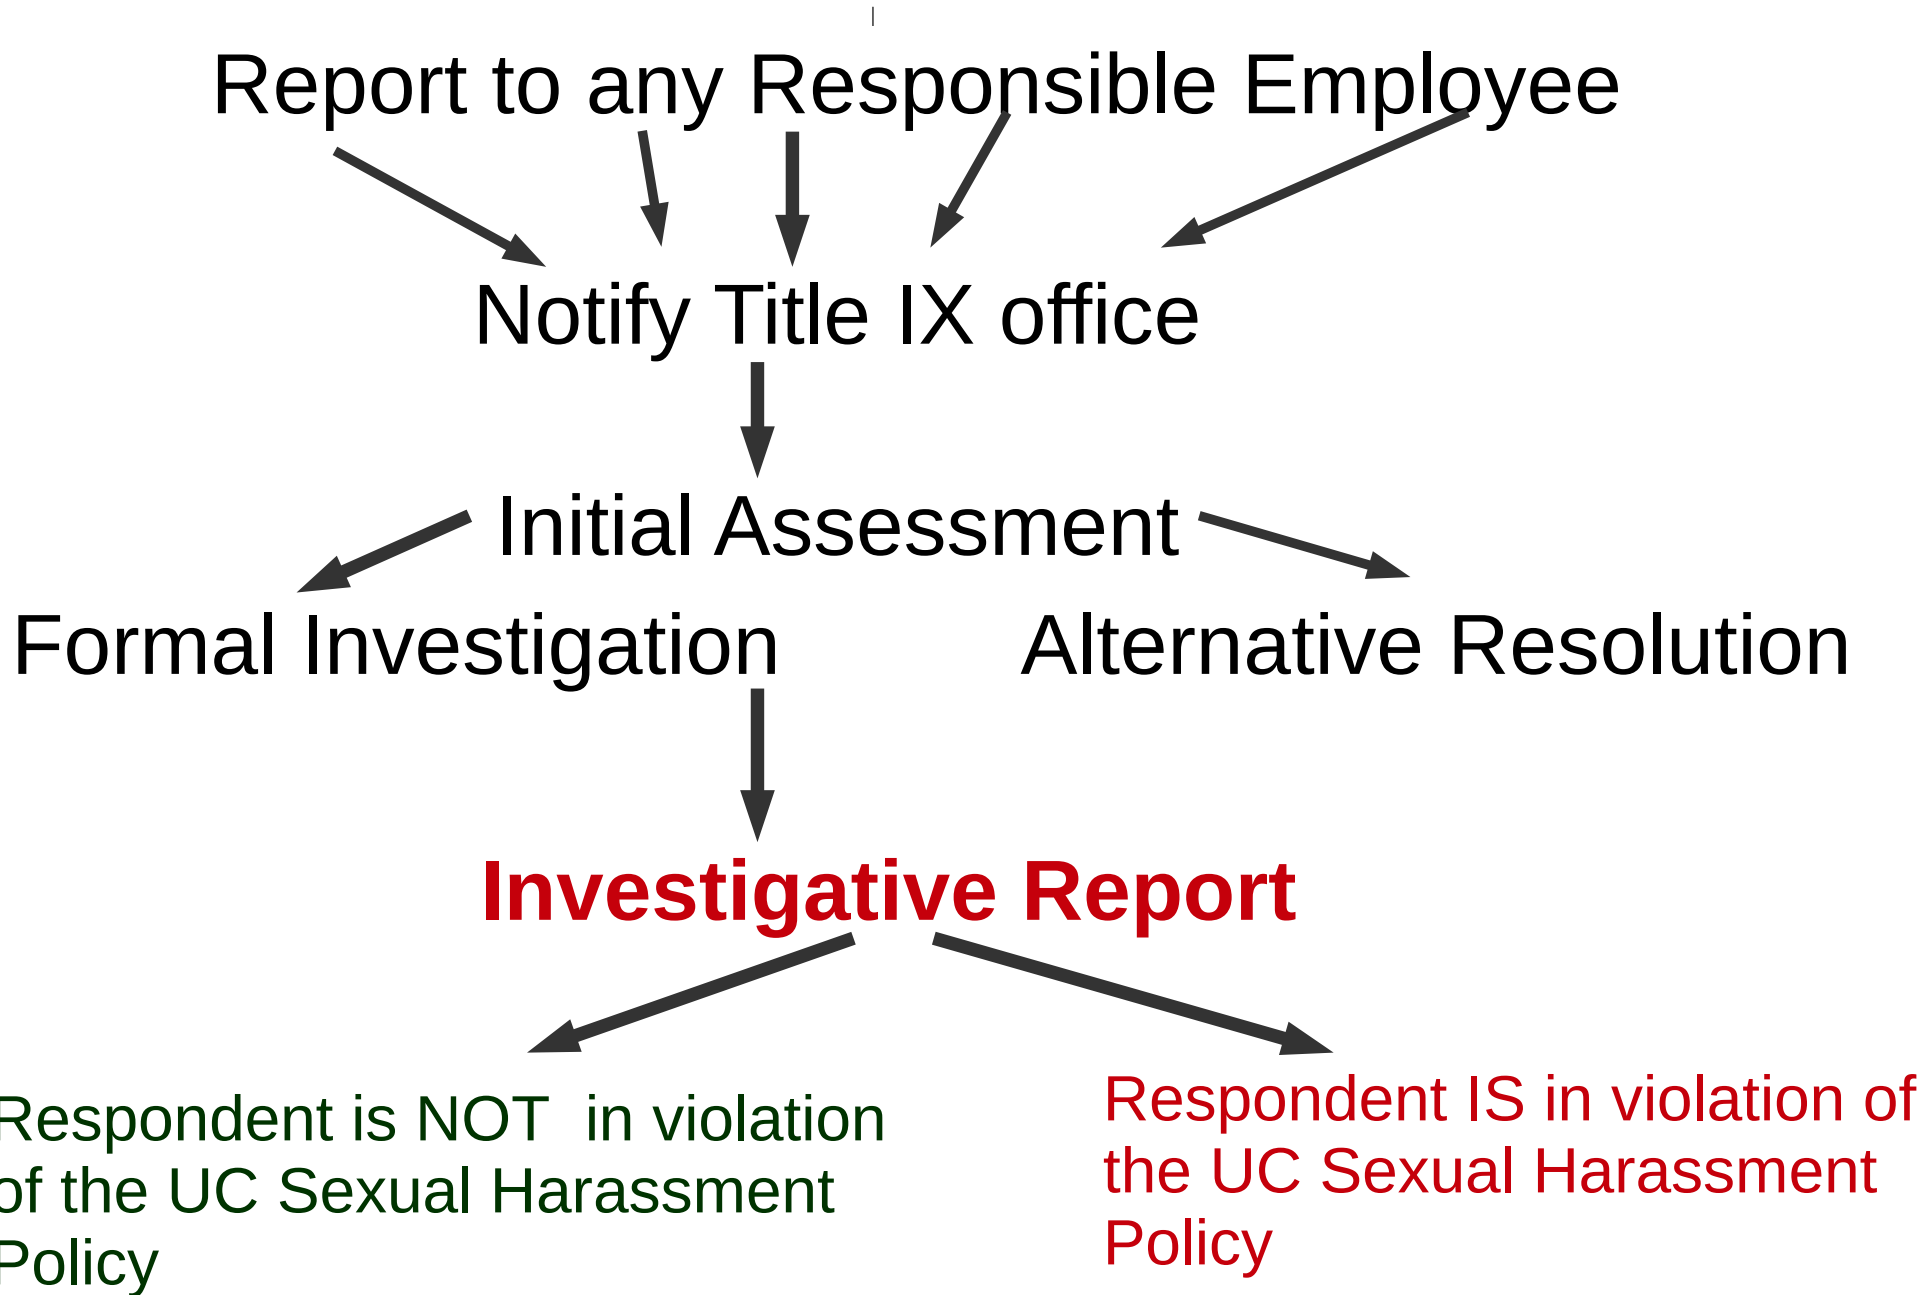 Report to any Responsible Employee
Notify Title IX office
Initial Assessment
Formal Investigation
Alternative Resolution
Investigative Report
Respondent is NOT  in violation
of the UC Sexual Harassment
Policy
Respondent IS in violation of
the UC Sexual Harassment
Policy